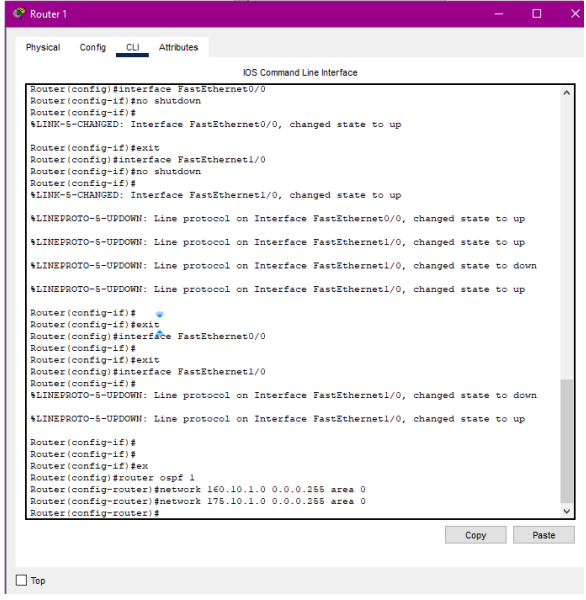 Router 1
Physical Config CLI Attributes
IOS Command Line Interface
Router(config)#interface FastEthernet0/0
Router(config-if)#no shutdown
Router(config-if)#
%LINK-5-CHANGED: Interface FastEthernet0/0, changed state to up
Router(config-if)#exit
Router(config)#interface FastEthernet1/0
Router(config-if)#no shutdown
Router(config-if)#
%LINK-5-CHANGED: Interface FastEthernet1/0, changed state to up
%LINEPROTO-5-UPDOWN: Line protocol on Interface FastEthernet0/0, changed state to up
%LINEPROTO-5-UPDOWN: Line protocol on Interface FastEthernet1/0, changed state to up
%LINEPROTO-5-UPDOWN: Line protocol on Interface FastEthernet1/0, changed state to down
%LINEPROTO-5-UPDOWN: Line protocol on Interface FastEthernet1/0, changed state to up
Router(config-if)#
Router(config-if)#exit
Router(config)#interface FastEthernet0/0
Router(config-if)#
Router(config-if)#exit
Router(config)#interface FastEthernet1/0
Router(config-if)#
%LINEPROTO-5-UPDOWN: Line protocol on Interface FastEthernet1/0, changed state to down
%LINEPROTO-5-UPDOWN: Line protocol on Interface FastEthernet1/0, changed state to up
Router(config-if)#
Router(config-if)#
Router(config-if)#ex
Router(config)#router ospf 1
Router(config-router)#network 160.10.1.0 0.0.0.255 area 0
Router(config-router)#network 175.10.1.0 0.0.0.255 area 0
Router(config-router)#
Copy Paste
Top